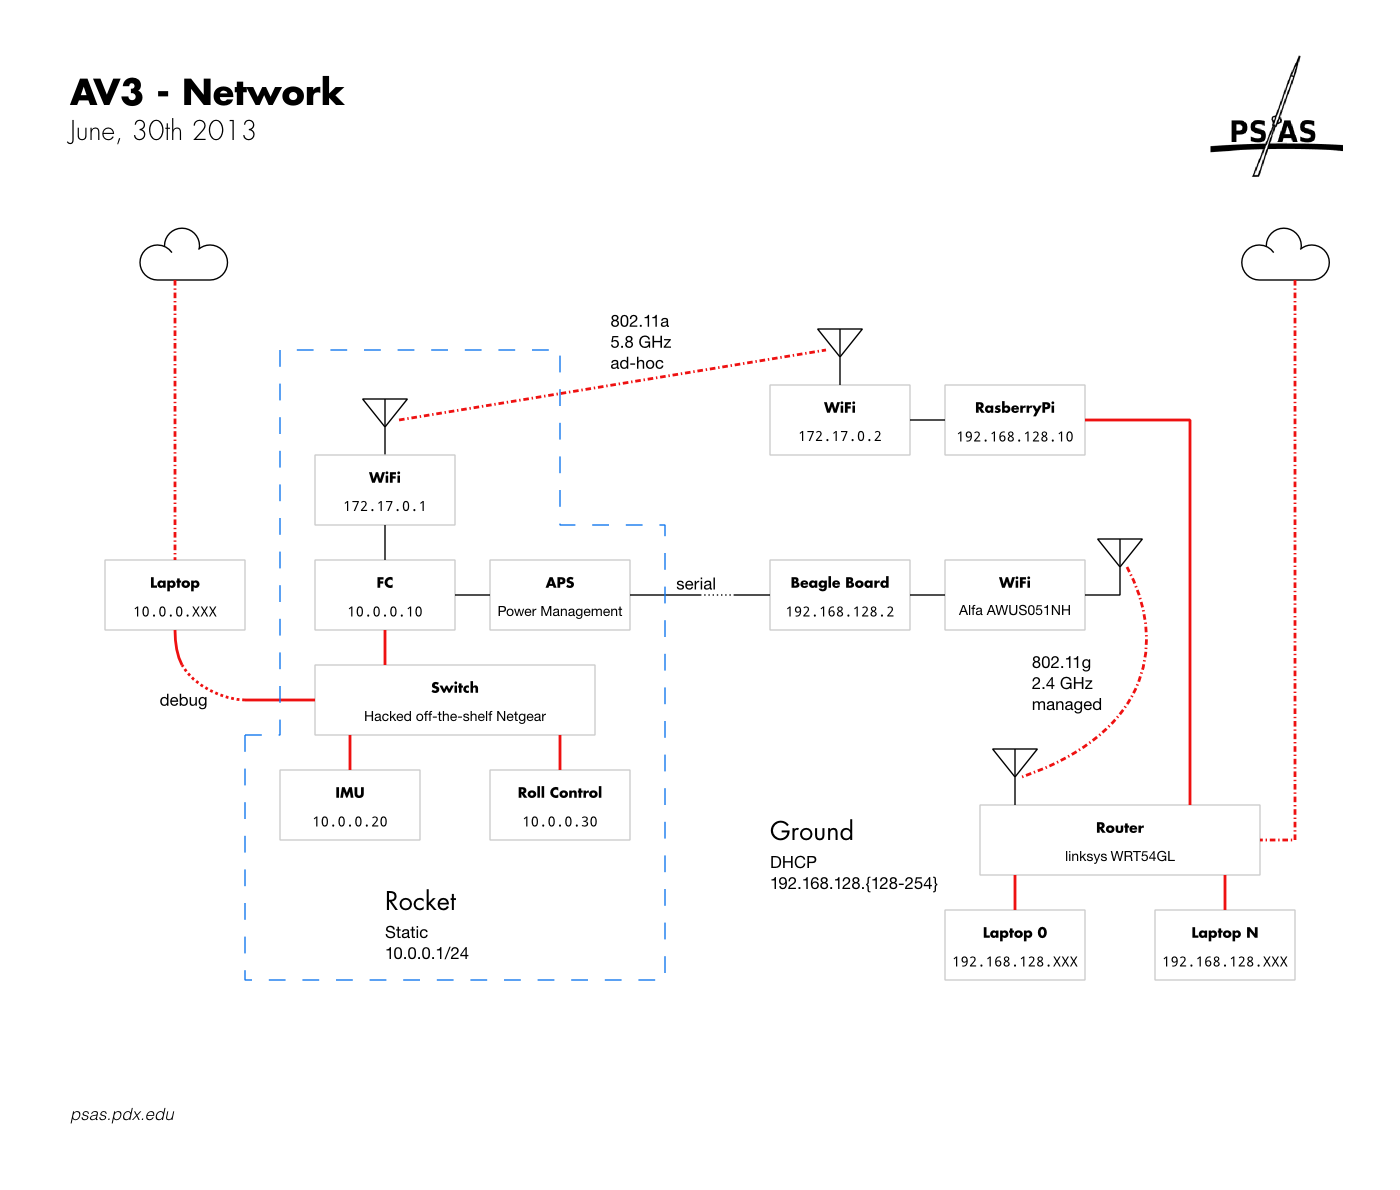 AV3 - Network
June, 30th 2013
PSAS
802.11a
5.8 GHz
ad-hoc
WiFi
172.17.0.2
RasberryPi
192.168.128.10
WiFi
172.17.0.1
Laptop
10.0.0.XXX
FC
10.0.0.10
APS
Power Management
serial
Beagle Board
192.168.128.2
WiFi
Alfa AWUS051NH
802.11g
2.4 GHz
managed
debug
Switch
Hacked off-the-shelf Netgear
IMU
10.0.0.20
Roll Control
10.0.0.30
Ground
DHCP
192.168.128.{128-254}
Router
linksys WRT54GL
Rocket
Static
10.0.0.1/24
Laptop 0
192.168.128.XXX
Laptop N
192.168.128.XXX
psas.pdx.edu